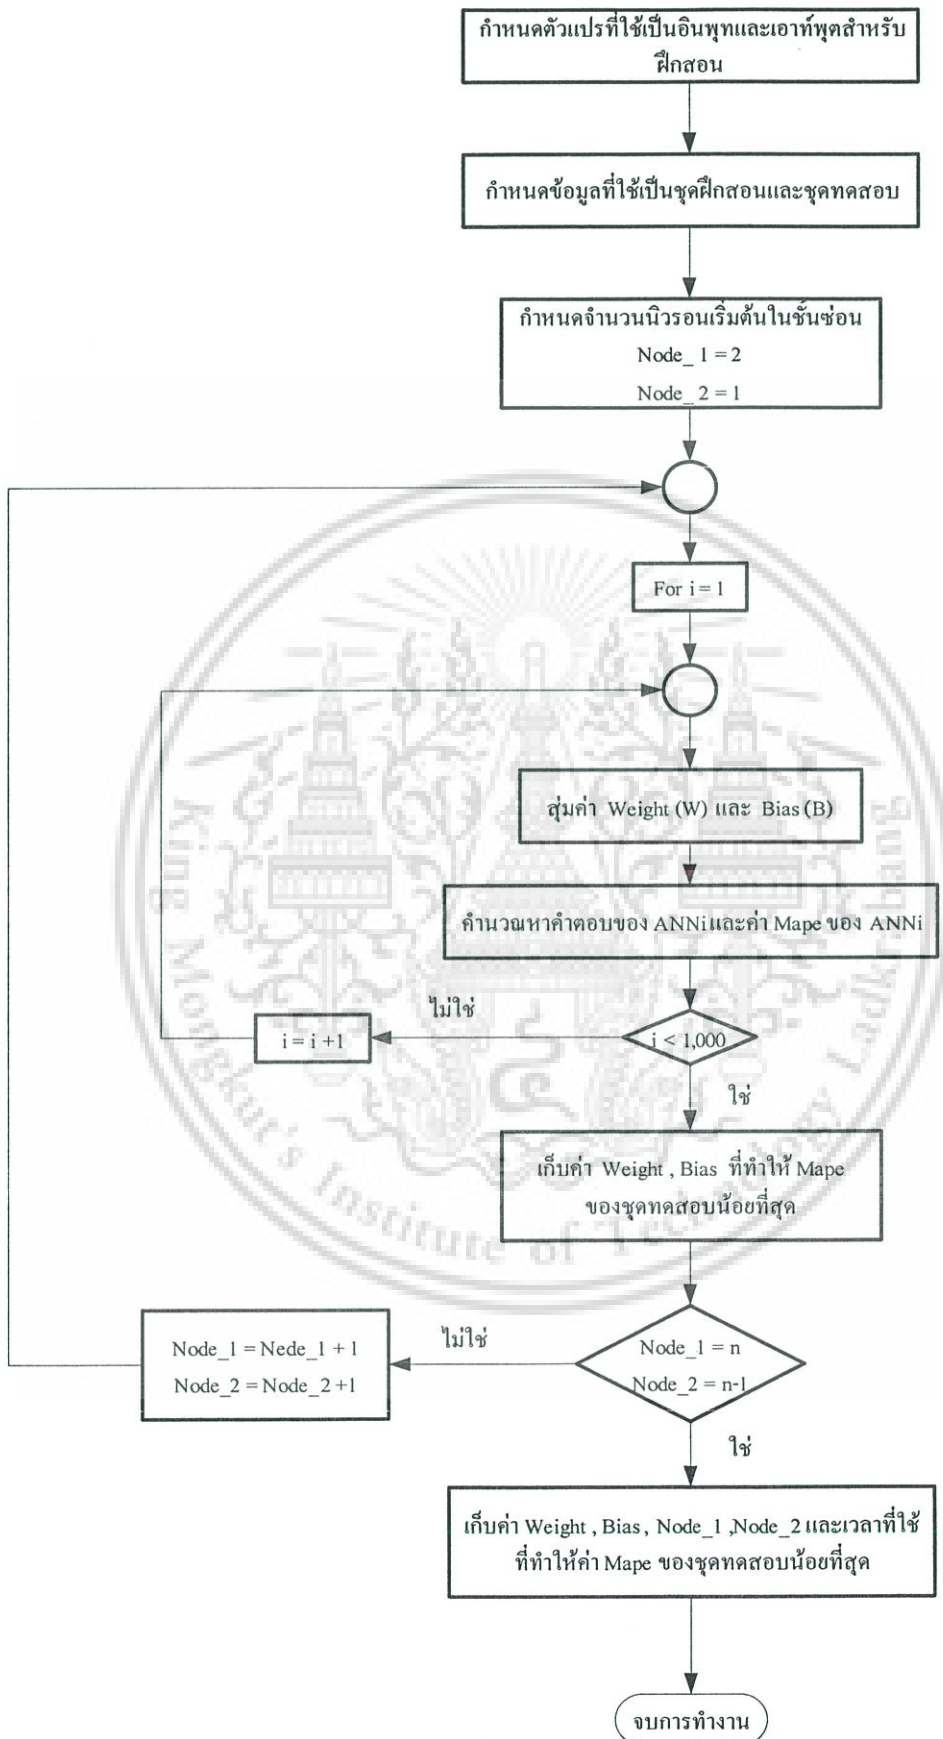 กำหนดตัวแปรที่ใช้เป็นอินพุทและเอาท์พุตสำหรับ
ฝึกสอน
กำหนดข้อมูลที่ใช้เป็นชุดฝึกสอนและชุดทดสอบ
กำหนดจำนวนนิวรอนเริ่มต้นในชั้นซ่อน
Node_ 1 = 2
Node_ 2 = 1
For i = 1
สุ่มค่า Weight (W) และ Bias (B)
คำนวณหาคำตอบของ ANNi และค่า Mape ของ ANNi
ไม่ใช่
i = i +1
i < 1,000
ใช่
เก็บค่า Weight , Bias ที่ทำให้ Mape
ของชุดทดสอบน้อยที่สุด
ไม่ใช่
Node_1 = Nede_1 + 1
Node_2 = Node_2 +1
Node_1 = n
Node_2 = n-1
ใช่
เก็บค่า Weight , Bias , Node_1 ,Node_2 และเวลาที่ใช้
ที่ทำให้ค่า Mape ของชุดทดสอบน้อยที่สุด
จบการทำงาน
King Mongkut's Institute of Technology